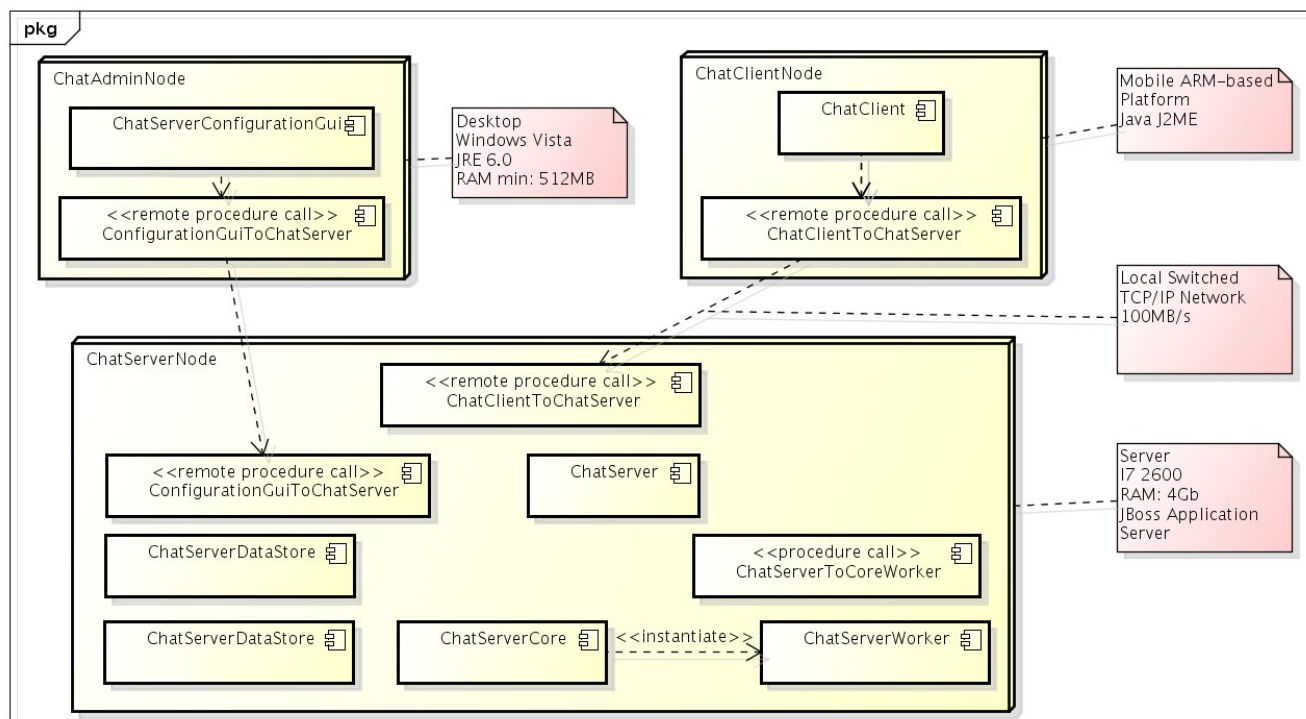 pkg
ChatAdminNode
ChatServerConfigurationGui
<<remote procedure call>>
ConfigurationGuiToChatServer
Desktop
Windows Vista
JRE 6.0
RAM min: 512MB
ChatClientNode
ChatClient
<<remote procedure call>>
ChatClientToChatServer
Mobile ARM-based
Platform
Java J2ME
Local Switched
TCP/IP Network
100MB/s
ChatServerNode
<<remote procedure call>>
ChatClientToChatServer
<<remote procedure call>>
ConfigurationGuiToChatServer
ChatServer
ChatServerDataStore
<<procedure call>>
ChatServerToCoreWorker
ChatServerDataStore
ChatServerCore
<<instantiate>>
ChatServerWorker
Server
I7 2600
RAM: 4Gb
JBoss Application
Server